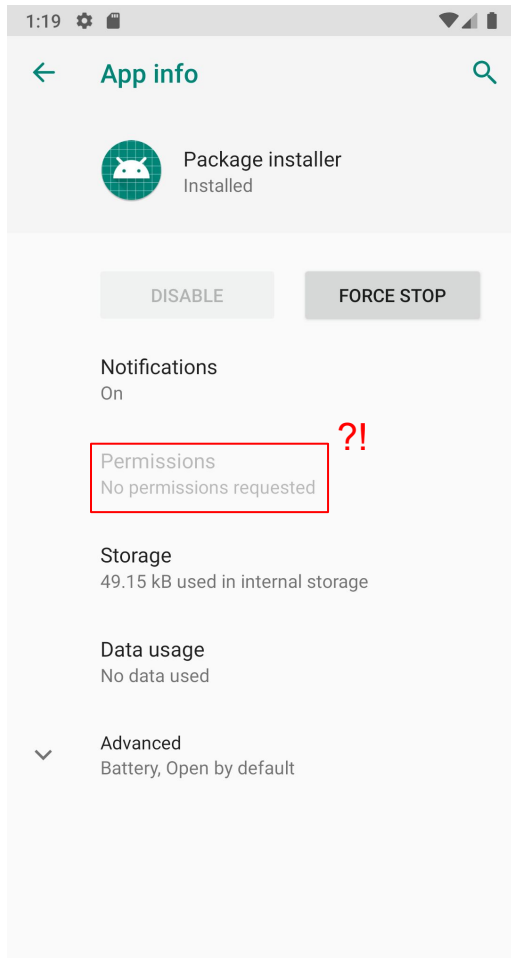 1:19
App info
Package installer
Installed
DISABLE
FORCE STOP
Notifications
On
?!
Permissions
No permissions requested
Storage
49.15 kB used in internal storage
Data usage
No data used
Advanced
Battery, Open by default